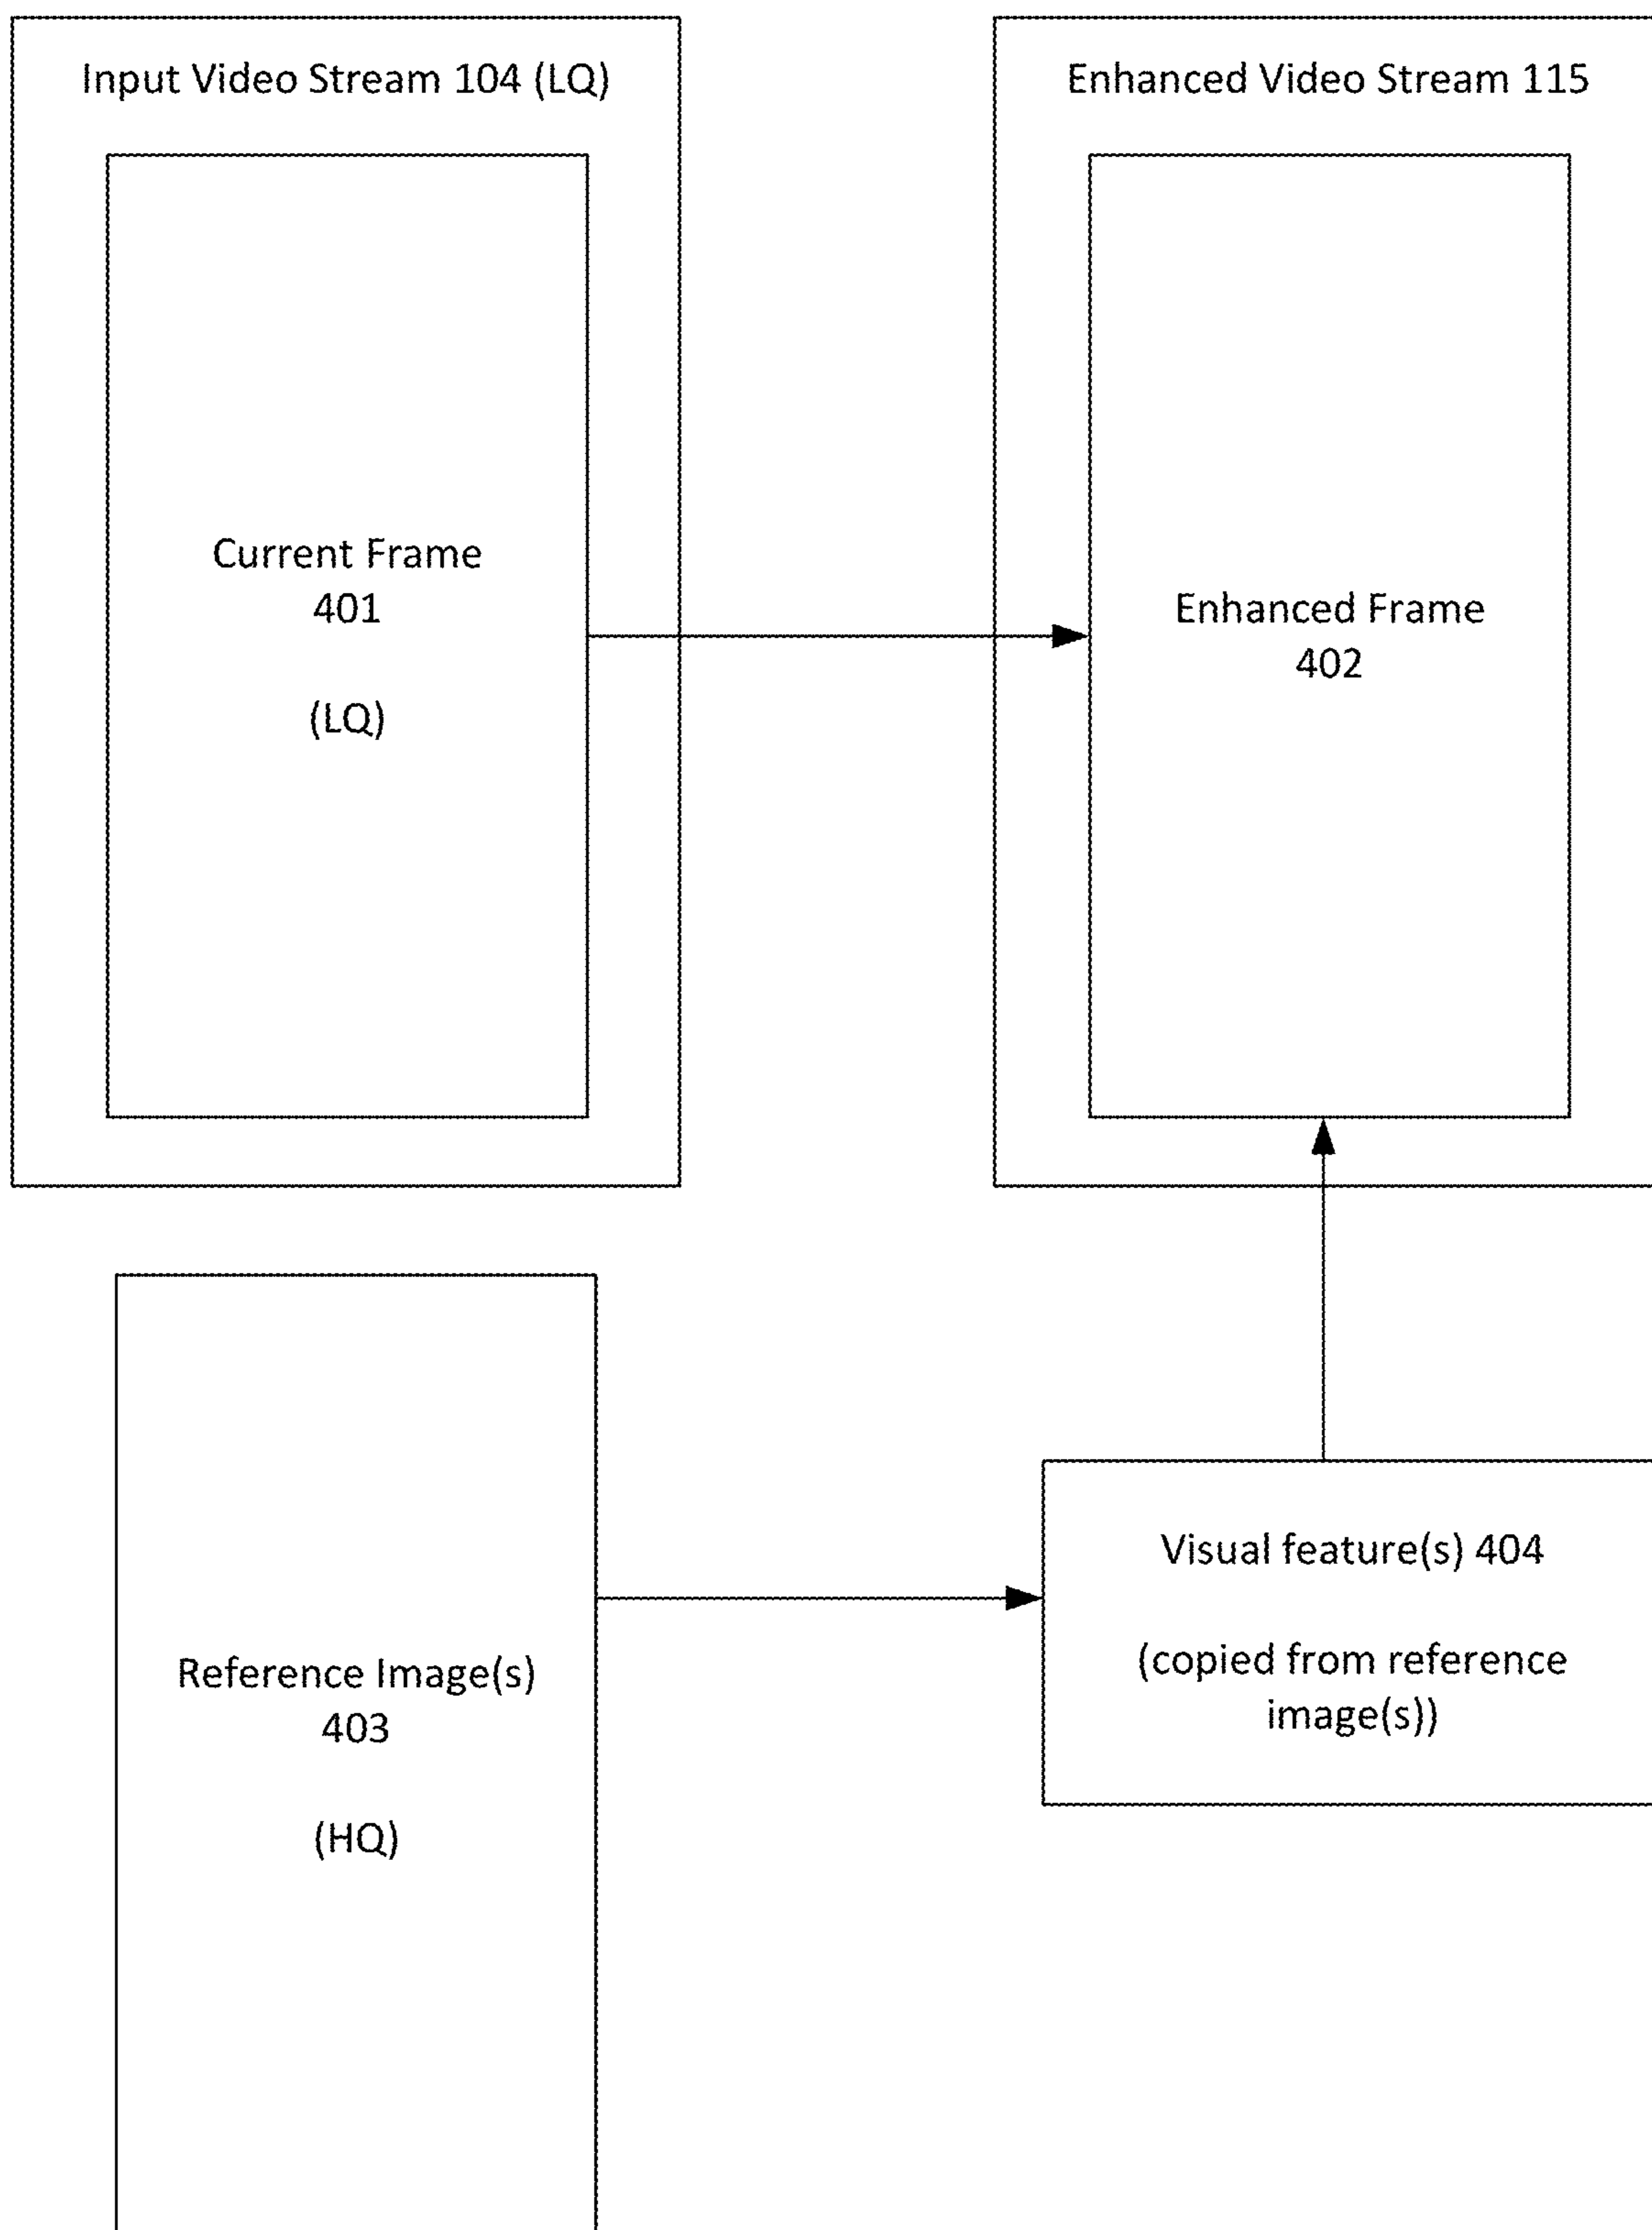 Input Video Stream 104 (LQ)
Enhanced Video Stream 115
Current Frame
401
(LQ)
Enhanced Frame
402
Reference Image(s)
403
(HQ)
Visual feature(s) 404
(copied from reference
image(s))